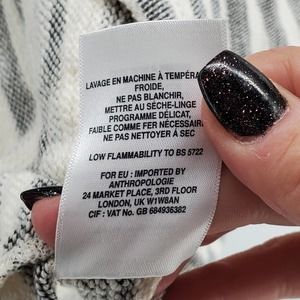 LAVAGE EN MACHINE À TEMPÉRA
FROIDE,
NE PAS BLANCHIR,
METTRE AU SÈCHE-LINGE
PROGRAMME DÉLICAT,
FAIBLE COMME FER NÉCESSAIR
NE PAS NETTOYER À SEC
LOW FLAMMABILITY TO BS 5722
FOR EU : IMPORTED BY
ANTHROPOLOGIE
24 MARKET PLACE, 3RD FLOOR
LONDON, UK W1W8AN
CIF : VAT No. GB 684936382